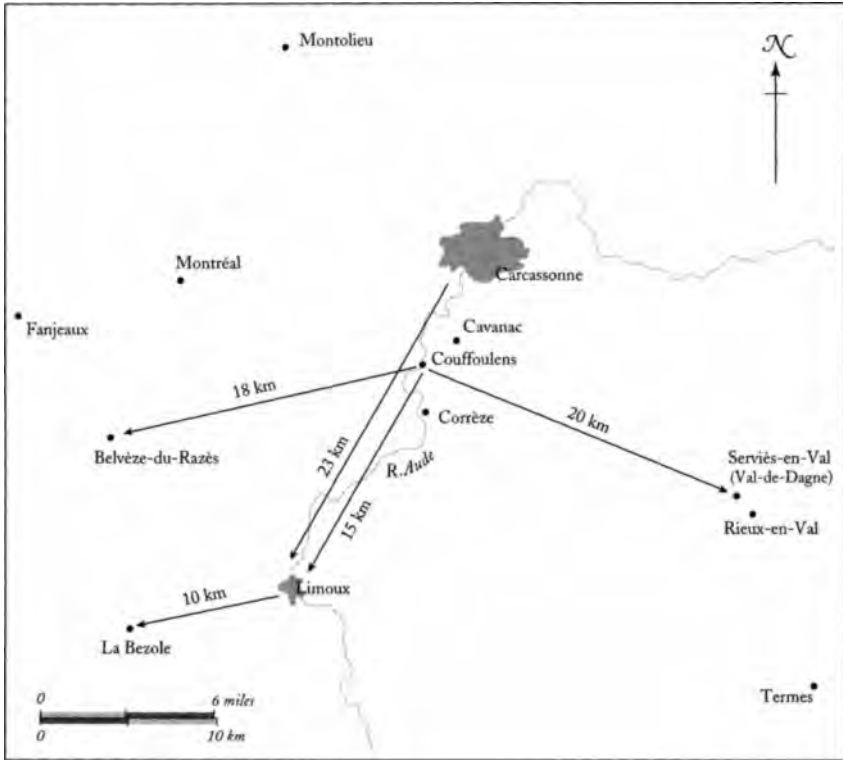 Montolieu
N
Carcassonne
Montréal
Fanjeaux
Cavanac
Couffoulens
18 km
20 km
Corrèze
Belvèze-du-Razès
23 km
R. Aude
Serviès-en-Val
(Val-de-Dagne)
15 km
Rieux-en-Val
Limoux
10 km
La Bezole
Termes
0 6 miles
0 10 km